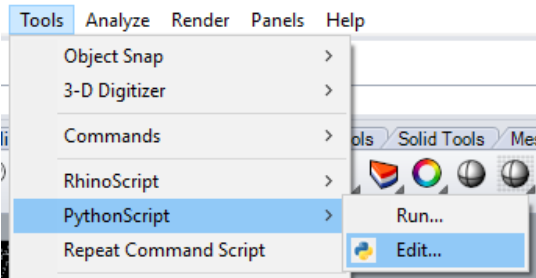 Tools Analyze Render Panels Help
Object Snap
3-D Digitizer
Commands
ols Solid Tools Me
RhinoScript
PythonScript
Run...
Repeat Command Script
Edit...